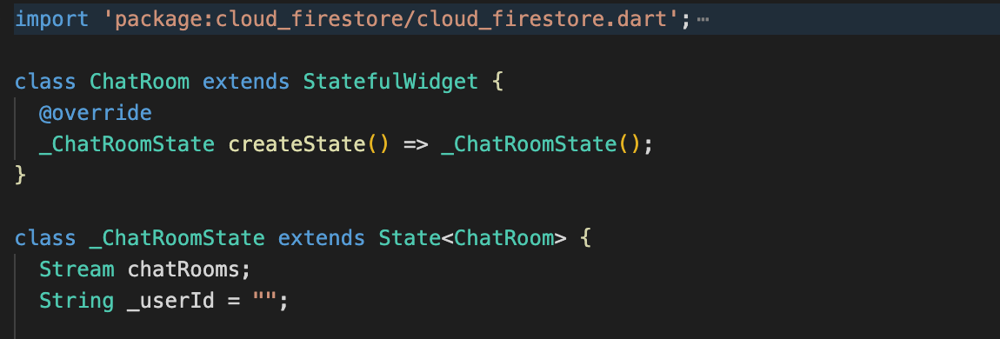 import 'package:cloud_firestore/cloud_firestore.dart';…
class ChatRoom extends StatefulWidget {
@override
_ChatRoomState createState() => _ChatRoomState();
}
class _ChatRoomState extends State<ChatRoom> {
Stream chatRooms;
String _userId = "";